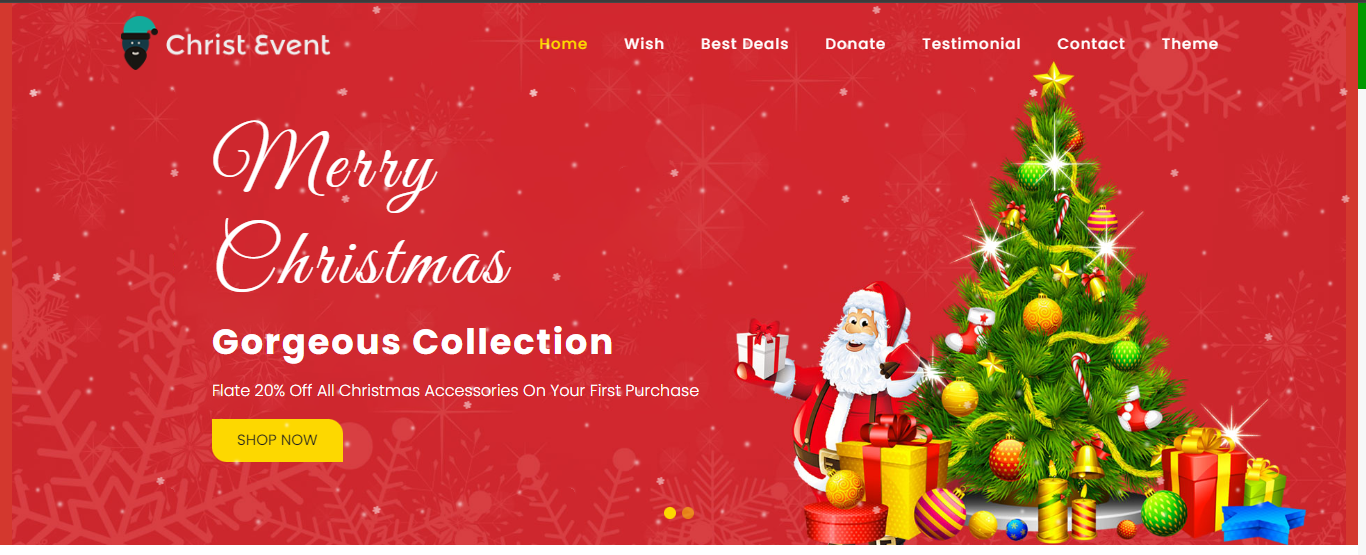 Christ Event
Home Wish Best Deals Donate Testimonial Contact Theme
Merry
Christmas
Gorgeous Collection
Flate 20% Off All Christmas Accessories On Your First Purchase
SHOP NOW